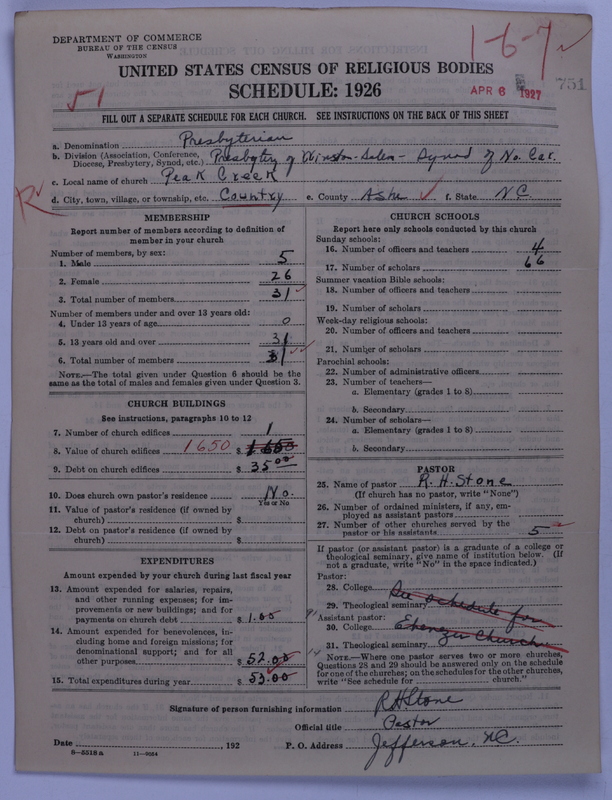 DEPARTMENT OF COMMERCE
BUREAU OF THE CENSUS
WASHINGTON
1-6-7
UNITED STATES CENSUS OF RELIGIOUS BODIES
SCHEDULE: 1926
51
APR 6 1927
751
FILL OUT A SEPARATE SCHEDULE FOR EACH CHURCH. SEE INSTRUCTIONS ON THE BACK OF THIS SHEET
a. Denomination Presbyterian
b. Division (Association, Conference, Diocese, Presbytery, Synod, etc.) Presbytery of Winston-Salem - Synod of No. Car.
c. Local name of church Peak Creek
d. City, town, village, or township, etc. Country e. County Ashe f. State NC
R
MEMBERSHIP
Report number of members according to definition of
member in your church
Number of members, by sex:
1. Male 5
2. Female 26
3. Total number of members 31
Number of members under and over 13 years old:
4. Under 13 years of age 0
5. 13 years old and over 31
6. Total number of members 31
NOTE.—The total given under Question 6 should be the
same as the total of males and females given under Question 3.
CHURCH BUILDINGS
See instructions, paragraphs 10 to 12
7. Number of church edifices 1
8. Value of church edifices 1650 $ 1650
9. Debt on church edifices $ 35.00
10. Does church own pastor's residence No.
Yes or No
11. Value of pastor's residence (if owned by
church) $
12. Debt on pastor's residence (if owned by
church) $
EXPENDITURES
Amount expended by your church during last fiscal year
13. Amount expended for salaries, repairs,
and other running expenses; for im-
provements or new buildings; and for
payments on church debt $ 1.00
14. Amount expended for benevolences, in-
cluding home and foreign missions; for
denominational support; and for all
other purposes $ 52.00
15. Total expenditures during year $ 53.00
CHURCH SCHOOLS
Report here only schools conducted by this church
Sunday schools:
16. Number of officers and teachers 4
17. Number of scholars 66
Summer vacation Bible schools:
18. Number of officers and teachers
19. Number of scholars
Week-day religious schools:
20. Number of officers and teachers
21. Number of scholars
Parochial schools:
22. Number of administrative officers
23. Number of teachers—
a. Elementary (grades 1 to 8)
b. Secondary
24. Number of scholars—
a. Elementary (grades 1 to 8)
b. Secondary
PASTOR
25. Name of pastor R. H. Stone
(If church has no pastor, write "None")
26. Number of ordained ministers, if any, em-
ployed as assistant pastors
27. Number of other churches served by the
pastor or his assistants 5
If pastor (or assistant pastor) is a graduate of a college or
theological seminary, give name of institution below. (If
not a graduate, write "No" in the space indicated.)
Pastor:
28. College See schedule for
29. Theological seminary
Assistant pastor:
30. College Ebenezer Church
31. Theological seminary
NOTE.—Where one pastor serves two or more churches,
Questions 28 and 29 should be answered only on the schedule
for one of the churches; on the schedules for the other churches,
write "See schedule for church."
Signature of person furnishing information R H Stone
Official title Pastor
Date , 192 P. O. Address Jefferson, N.C.
8—5518a 11—9654